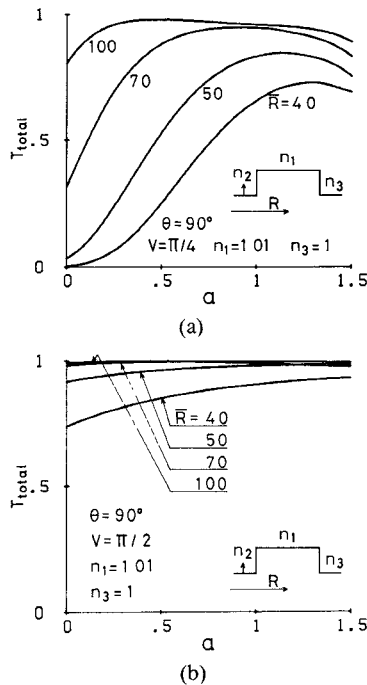 (a)
1
100
70
50
R̄=40
T total
.5
n₁
n₂
n₃
R
θ=90°
V=π/4 n₁=1 01 n₃=1
0
0 .5 1 1.5
a
(a)
(b)
1
T total
R̄=40
50
70
100
.5
θ=90°
V=π/2
n₁=1 01
n₃=1
n₁
n₂
n₃
R
0
0 .5 1 1.5
a
(b)